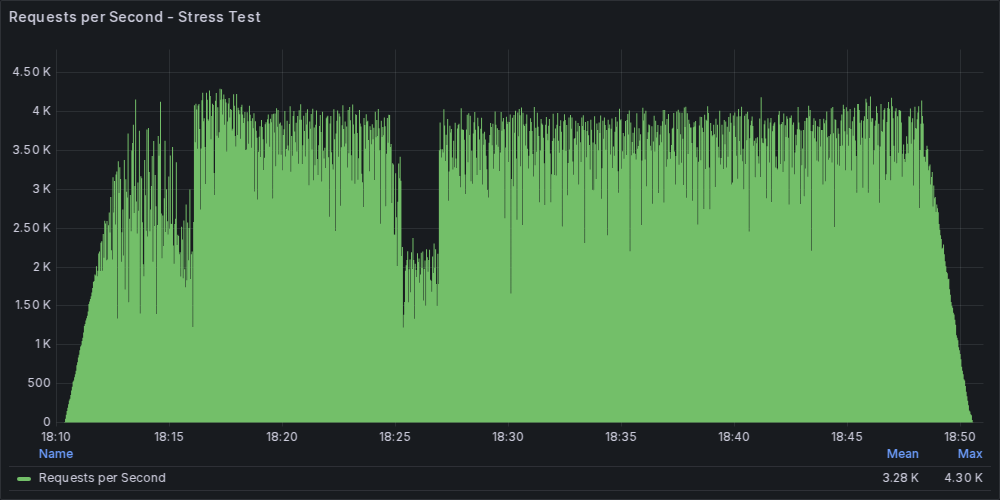 Requests per Second - Stress Test
4.50 K
4 K
3.50 K
3 K
2.50 K
2 K
1.50 K
1 K
500
0
18:10 18:15 18:20 18:25 18:30 18:35 18:40 18:45 18:50
Name Mean Max
Requests per Second 3.28 K 4.30 K